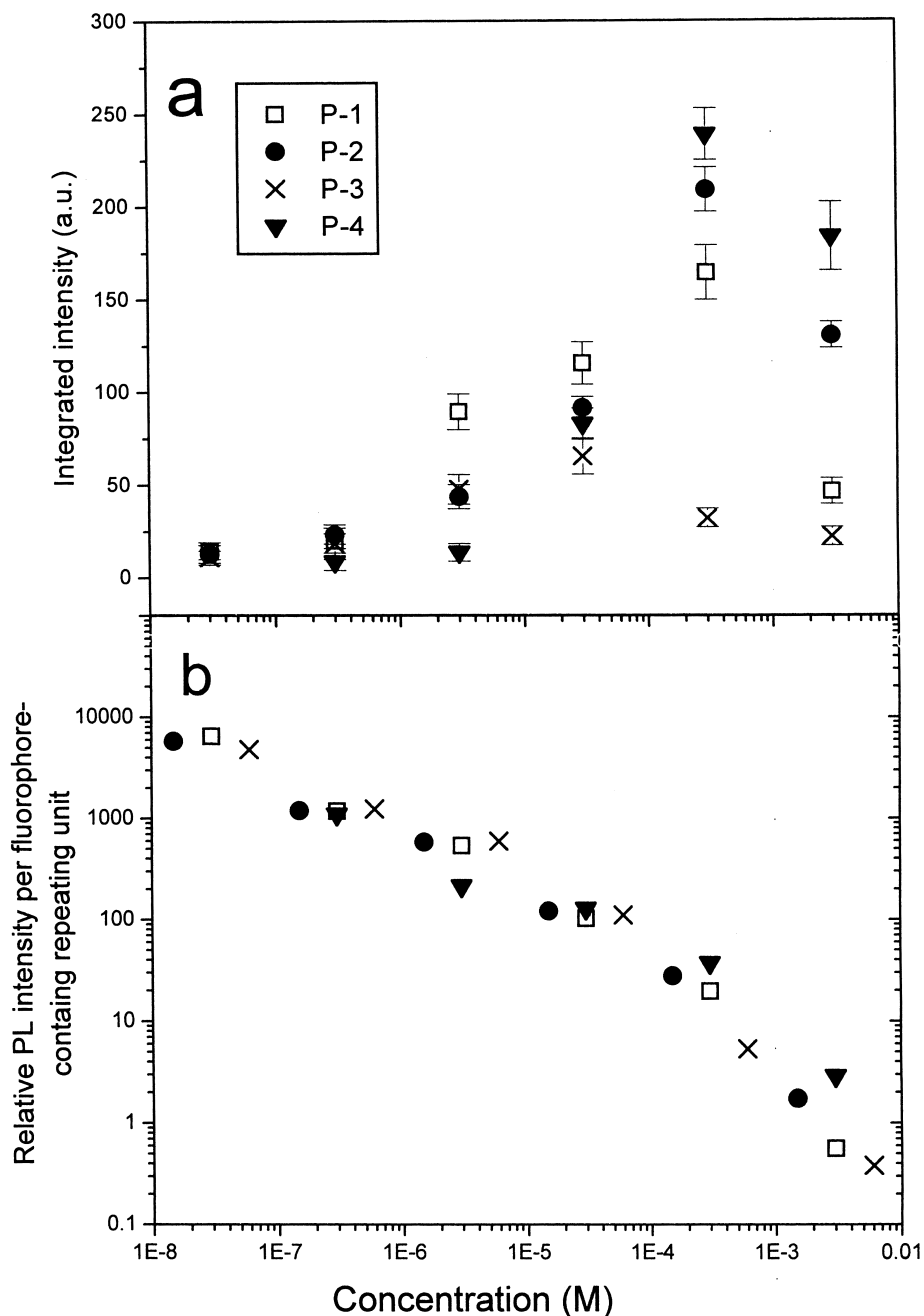 300
250
200
150
100
50
0
Integrated intensity (a.u.)
a
P-1
P-2
P-3
P-4
b
10000
1000
100
10
1
0.1
Relative PL intensity per fluorophore-
containg repeating unit
1E-8
1E-7
1E-6
1E-5
1E-4
1E-3
0.01
Concentration (M)